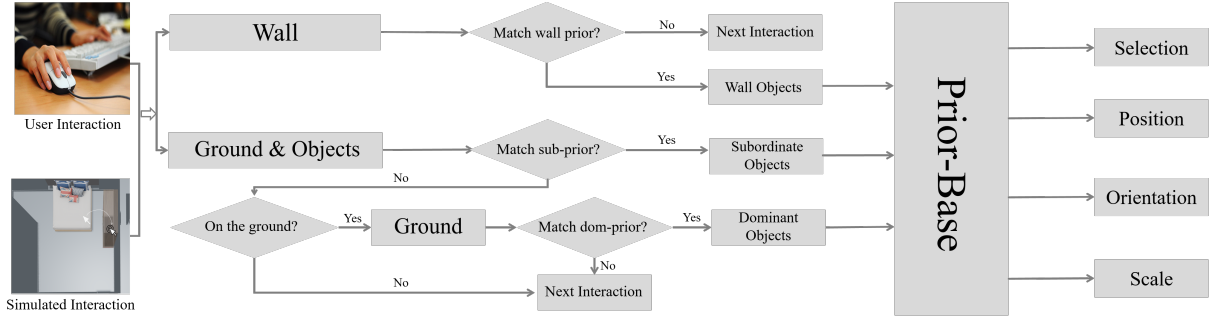 User Interaction
Simulated Interaction
Wall
Match wall prior?
No
Next Interaction
Yes
Wall Objects
Ground & Objects
Match sub-prior?
Yes
Subordinate
Objects
No
On the ground?
Yes
Ground
Match dom-prior?
Yes
Dominant
Objects
No
No
Next Interaction
Prior-Base
Selection
Position
Orientation
Scale